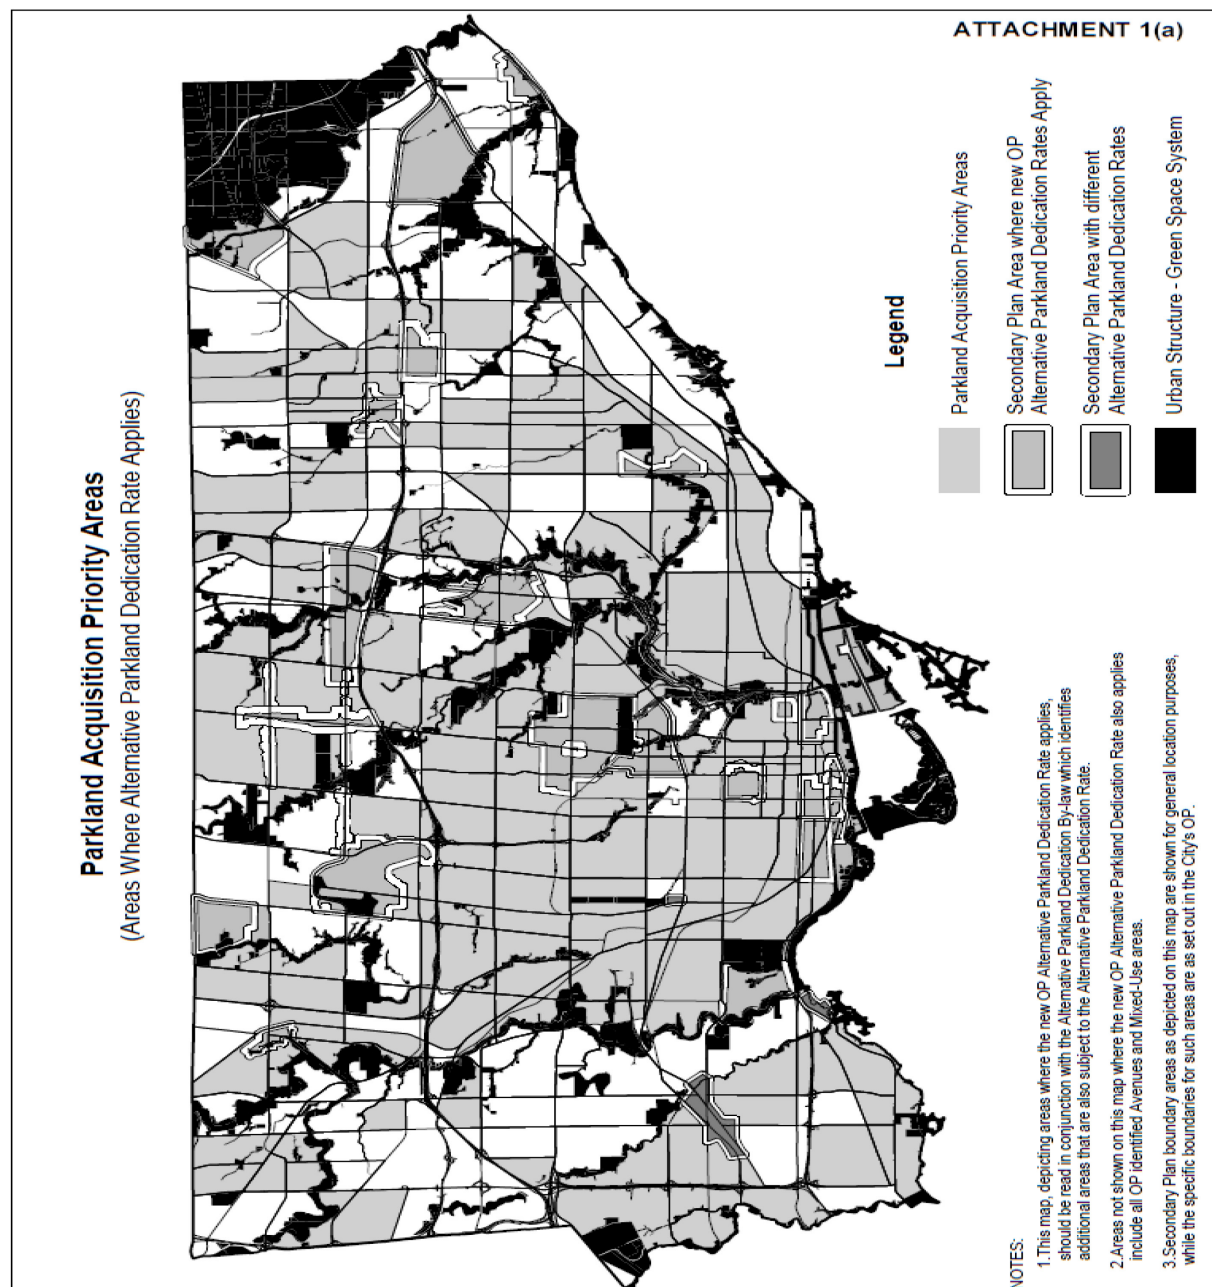 ATTACHMENT 1(a)
Parkland Acquisition Priority Areas
(Areas Where Alternative Parkland Dedication Rate Applies)
Legend
Parkland Acquisition Priority Areas
Secondary Plan Area where new OP
Alternative Parkland Dedication Rates Apply
Secondary Plan Area with different
Alternative Parkland Dedication Rates
Urban Structure - Green Space System
NOTES:
1.This map, depicting areas where the new OP Alternative Parkland Dedication Rate applies,
should be read in conjunction with the Alternative Parkland Dedication By-law which identifies
additional areas that are also subject to the Alternative Parkland Dedication Rate.
2.Areas not shown on this map where the new OP Alternative Parkland Dedication Rate also applies
include all OP identified Avenues and Mixed-Use areas.
3.Secondary Plan boundary areas as depicted on this map are shown for general location purposes,
while the specific boundaries for such areas are as set out in the City's OP.